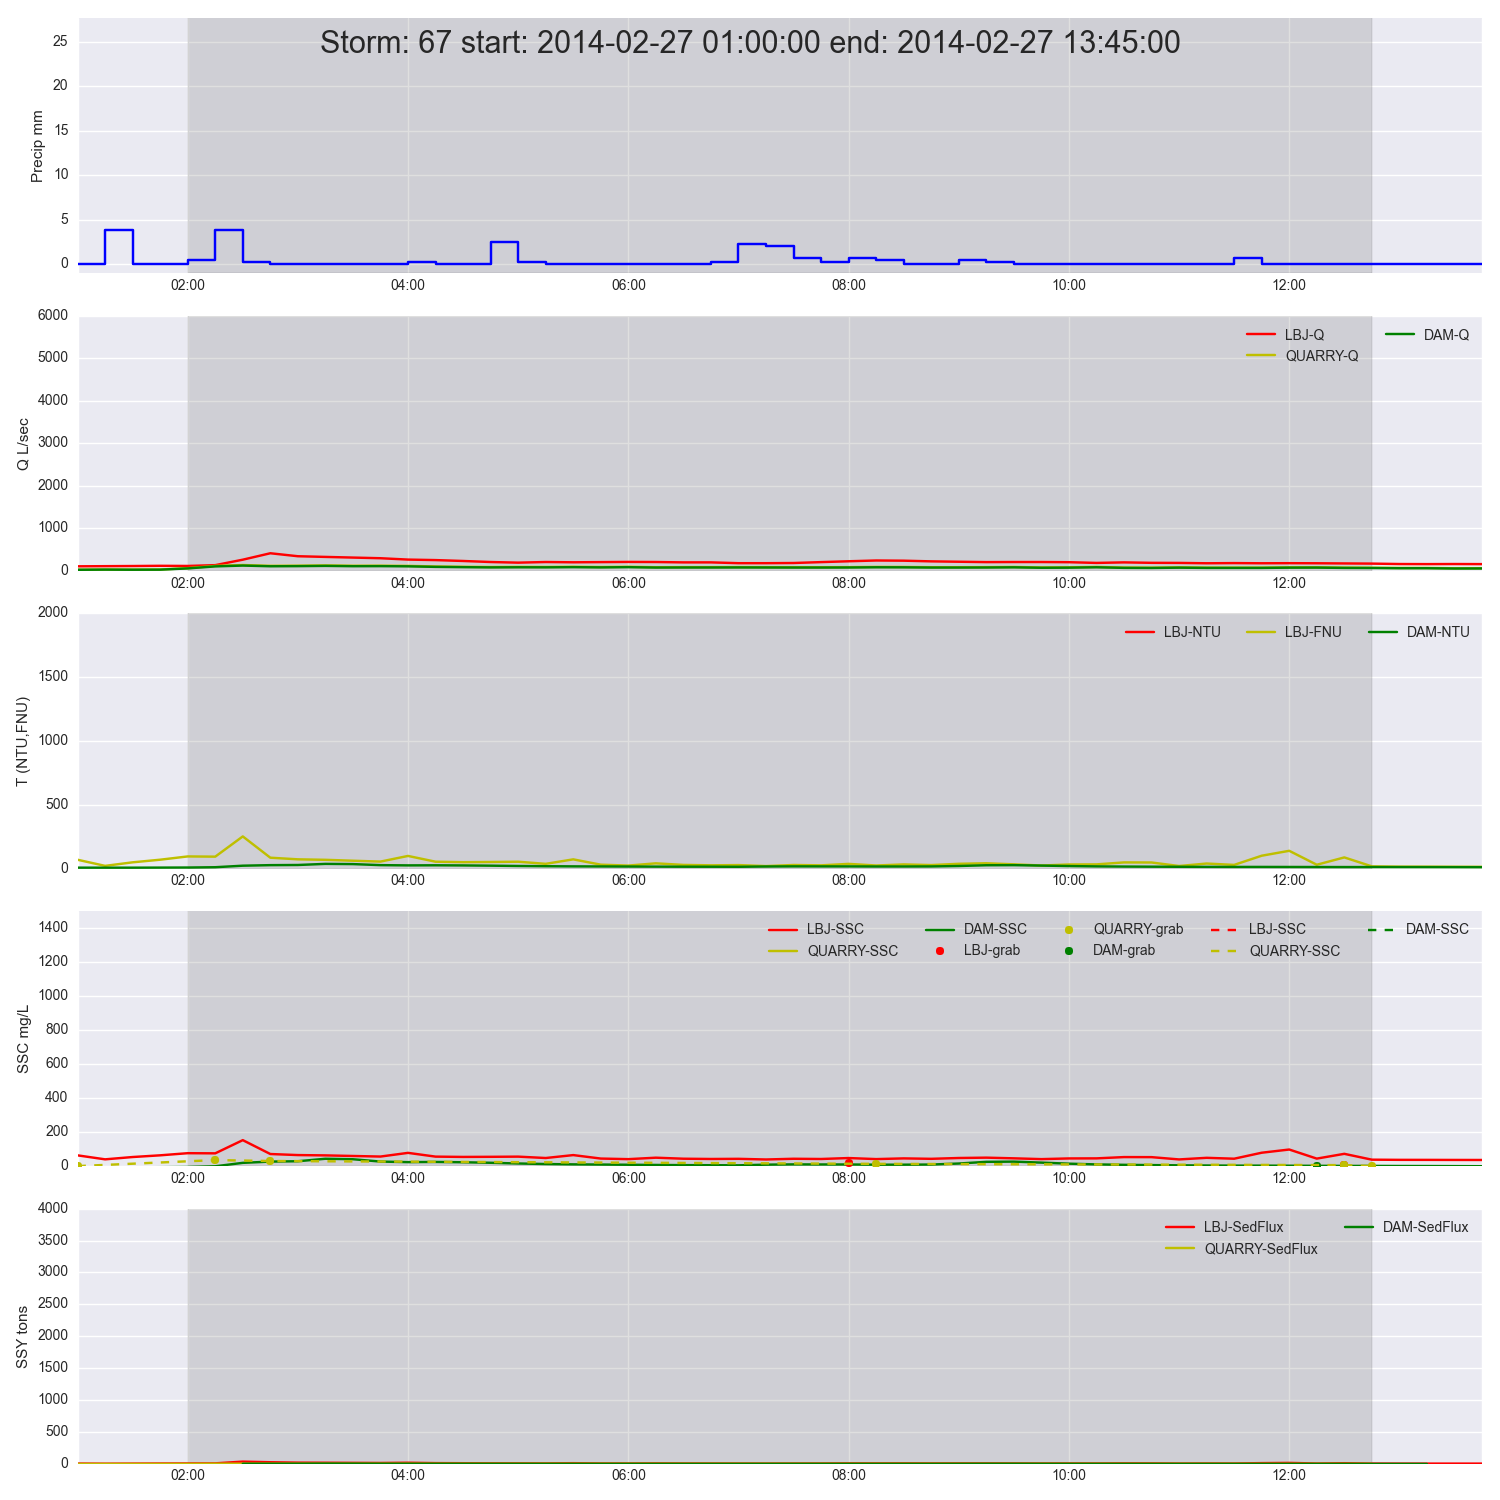 Storm: 67 start: 2014-02-27 01:00:00 end: 2014-02-27 13:45:00
Precip mm
25
20
15
10
5
0
02:00 04:00 06:00 08:00 10:00 12:00
Q L/sec
6000
5000
4000
3000
2000
1000
0
LBJ-Q DAM-Q
QUARRY-Q
02:00 04:00 06:00 08:00 10:00 12:00
T (NTU,FNU)
2000
1500
1000
500
0
LBJ-NTU LBJ-FNU DAM-NTU
02:00 04:00 06:00 08:00 10:00 12:00
SSC mg/L
1400
1200
1000
800
600
400
200
0
LBJ-SSC DAM-SSC QUARRY-grab LBJ-SSC DAM-SSC
QUARRY-SSC LBJ-grab DAM-grab QUARRY-SSC
02:00 04:00 06:00 08:00 10:00 12:00
SSY tons
4000
3500
3000
2500
2000
1500
1000
500
0
LBJ-SedFlux DAM-SedFlux
QUARRY-SedFlux
02:00 04:00 06:00 08:00 10:00 12:00